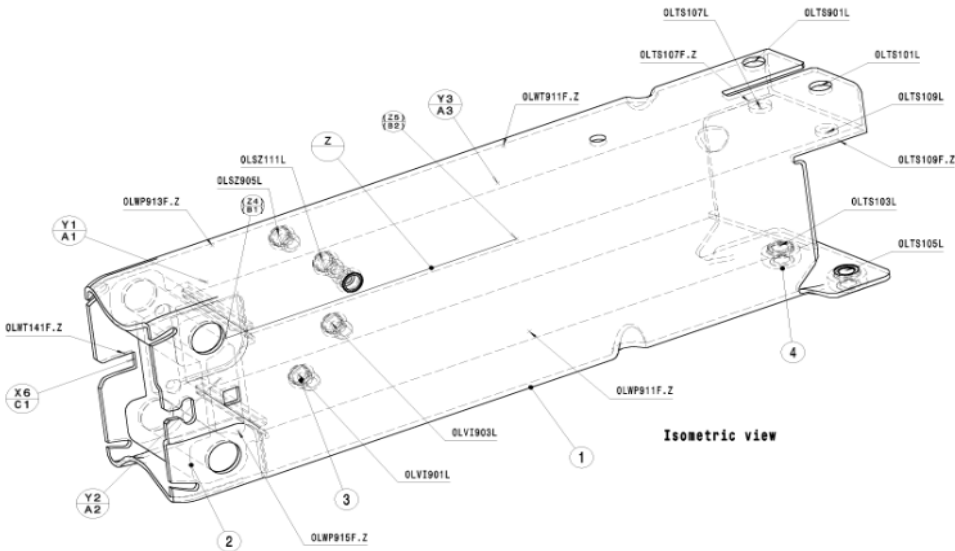 OLTS107L
OLTS901L
OLTS107F.Z
OLTS101L
OLWT911F.Z
Y3
A3
OLTS109L
Z5
B2
Z
OLSZ111L
OLTS109F.Z
OLSZ905L
OLWP913F.Z
Z4
B1
OLTS103L
Y1
A1
OLTS105L
OLWT141F.Z
4
X6
C1
OLWP911F.Z
OLVI903L
Isometric view
1
OLVI901L
3
Y2
A2
2
OLWP915F.Z